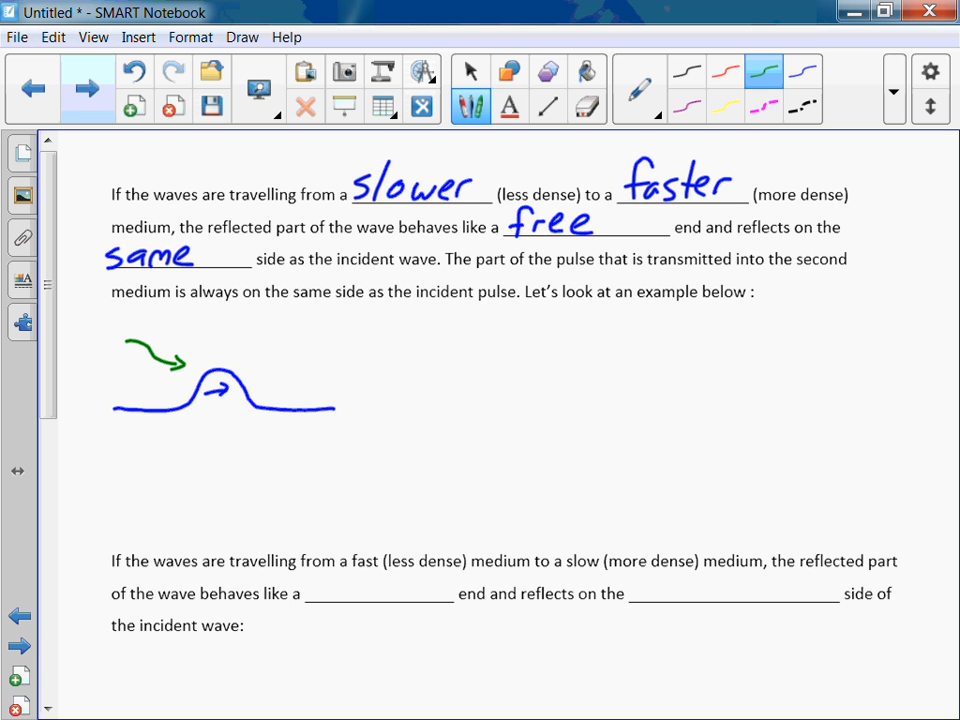 Untitled * - SMART Notebook
File Edit View Insert Format Draw Help
If the waves are travelling from a slower (less dense) to a faster (more dense)
medium, the reflected part of the wave behaves like a free end and reflects on the
same side as the incident wave. The part of the pulse that is transmitted into the second
medium is always on the same side as the incident pulse. Let's look at an example below :
If the waves are travelling from a fast (less dense) medium to a slow (more dense) medium, the reflected part
of the wave behaves like a ________________ end and reflects on the ______________________ side of
the incident wave: